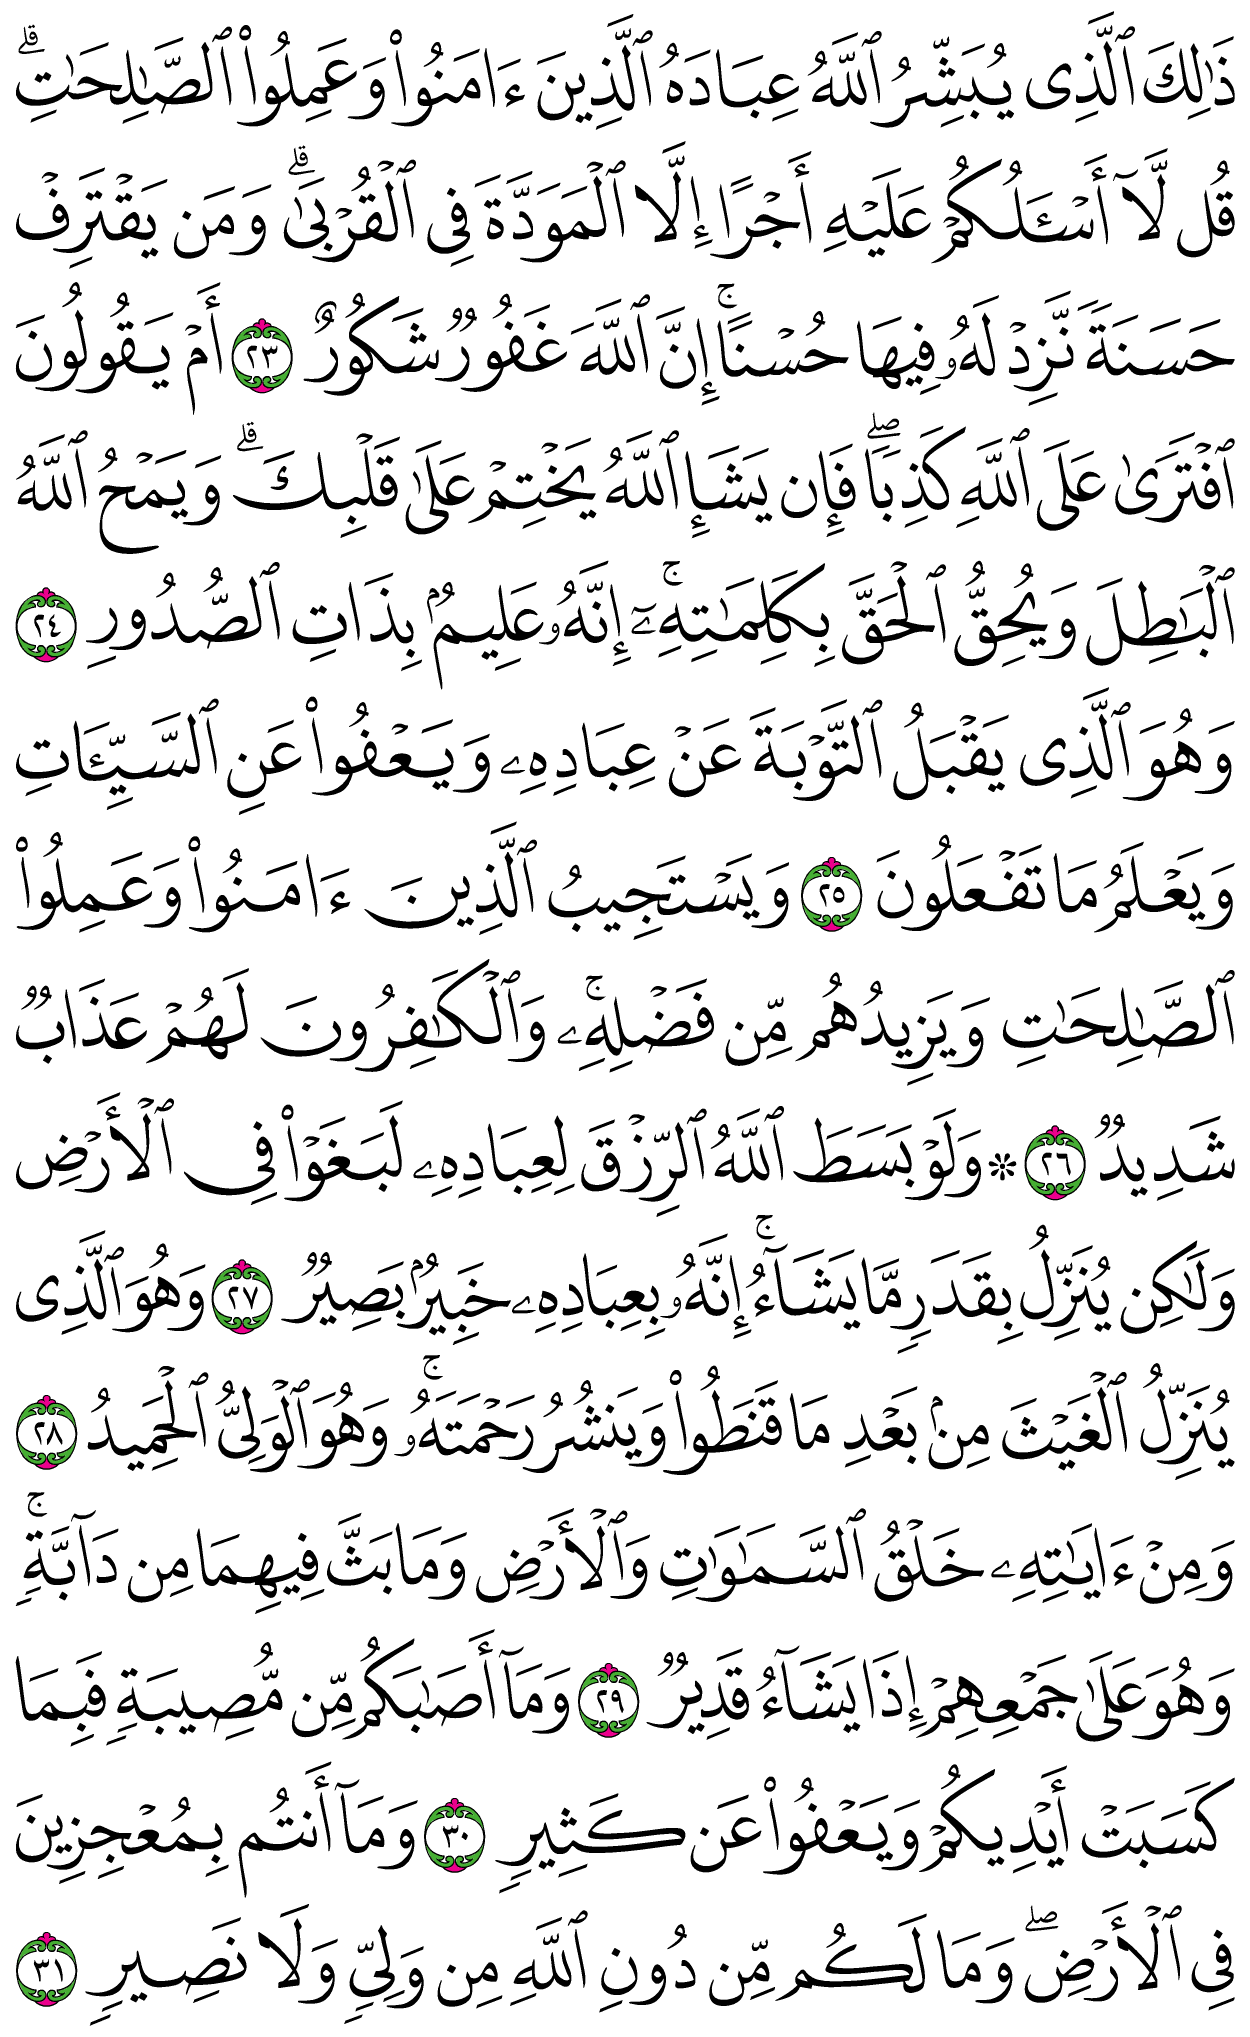 ذَٰلِكَ ٱلَّذِى يُبَشِّرُ ٱللَّهُ عِبَادَهُ ٱلَّذِينَ ءَامَنُوا۟ وَعَمِلُوا۟ ٱلصَّـٰلِحَـٰتِ ۗ
قُل لَّآ أَسْـَٔلُكُمْ عَلَيْهِ أَجْرًا إِلَّا ٱلْمَوَدَّةَ فِى ٱلْقُرْبَىٰ ۗ وَمَن يَقْتَرِفْ
حَسَنَةً نَّزِدْ لَهُۥ فِيهَا حُسْنًا ۚ إِنَّ ٱللَّهَ غَفُورٌ شَكُورٌ ٢٣ أَمْ يَقُولُونَ
ٱفْتَرَىٰ عَلَى ٱللَّهِ كَذِبًا ۖ فَإِن يَشَإِ ٱللَّهُ يَخْتِمْ عَلَىٰ قَلْبِكَ ۗ وَيَمْحُ ٱللَّهُ
ٱلْبَـٰطِلَ وَيُحِقُّ ٱلْحَقَّ بِكَلِمَـٰتِهِۦٓ ۚ إِنَّهُۥ عَلِيمٌۢ بِذَاتِ ٱلصُّدُورِ ٢٤
وَهُوَ ٱلَّذِى يَقْبَلُ ٱلتَّوْبَةَ عَنْ عِبَادِهِۦ وَيَعْفُوا۟ عَنِ ٱلسَّيِّـَٔاتِ
وَيَعْلَمُ مَا تَفْعَلُونَ ٢٥ وَيَسْتَجِيبُ ٱلَّذِينَ ءَامَنُوا۟ وَعَمِلُوا۟
ٱلصَّـٰلِحَـٰتِ وَيَزِيدُهُم مِّن فَضْلِهِۦ ۚ وَٱلْكَـٰفِرُونَ لَهُمْ عَذَابٌ
شَدِيدٌ ٢٦ ۞ وَلَوْ بَسَطَ ٱللَّهُ ٱلرِّزْقَ لِعِبَادِهِۦ لَبَغَوْا۟ فِى ٱلْأَرْضِ
وَلَـٰكِن يُنَزِّلُ بِقَدَرٍ مَّا يَشَآءُ ۚ إِنَّهُۥ بِعِبَادِهِۦ خَبِيرٌۢ بَصِيرٌ ٢٧ وَهُوَ ٱلَّذِى
يُنَزِّلُ ٱلْغَيْثَ مِنۢ بَعْدِ مَا قَنَطُوا۟ وَيَنشُرُ رَحْمَتَهُۥ ۚ وَهُوَ ٱلْوَلِىُّ ٱلْحَمِيدُ ٢٨
وَمِنْ ءَايَـٰتِهِۦ خَلْقُ ٱلسَّمَـٰوَٰتِ وَٱلْأَرْضِ وَمَا بَثَّ فِيهِمَا مِن دَآبَّةٍ ۚ
وَهُوَ عَلَىٰ جَمْعِهِمْ إِذَا يَشَآءُ قَدِيرٌ ٢٩ وَمَآ أَصَـٰبَكُم مِّن مُّصِيبَةٍ فَبِمَا
كَسَبَتْ أَيْدِيكُمْ وَيَعْفُوا۟ عَن كَثِيرٍ ٣٠ وَمَآ أَنتُم بِمُعْجِزِينَ
فِى ٱلْأَرْضِ ۖ وَمَا لَكُم مِّن دُونِ ٱللَّهِ مِن وَلِىٍّ وَلَا نَصِيرٍ ٣١